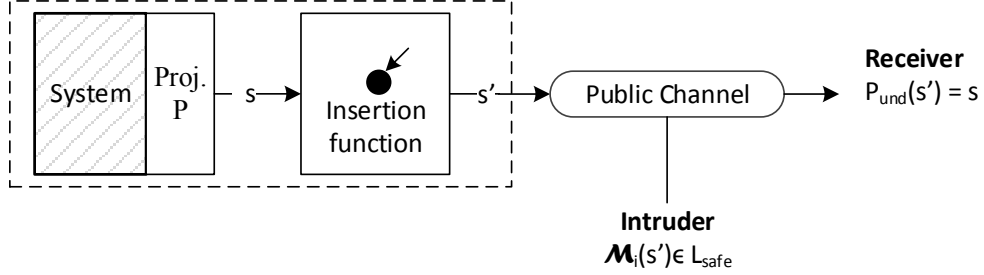 System
Proj.
P
s
Insertion
function
s'
Public Channel
Receiver
Pund(s') = s
Intruder
𝓜i(s')ϵ Lsafe